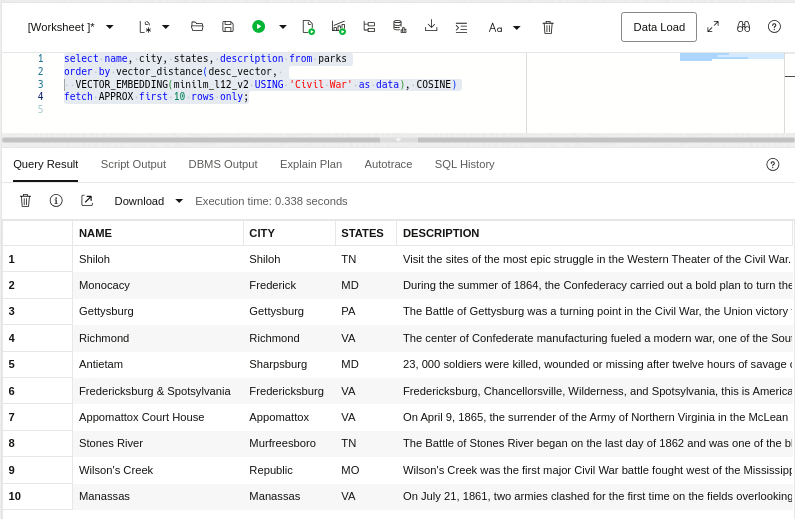 [Worksheet ]*
Aa
Data Load
1 select name, city, states, description from parks
2 order by vector_distance(desc_vector,
3 VECTOR_EMBEDDING(minilm_l12_v2 USING 'Civil War' as data), COSINE)
4 fetch APPROX first 10 rows only;
5
Query Result Script Output DBMS Output Explain Plan Autotrace SQL History
Download Execution time: 0.338 seconds
NAME CITY STATES DESCRIPTION
1 Shiloh Shiloh TN Visit the sites of the most epic struggle in the Western Theater of the Civil War.
2 Monocacy Frederick MD During the summer of 1864, the Confederacy carried out a bold plan to turn the
3 Gettysburg Gettysburg PA The Battle of Gettysburg was a turning point in the Civil War, the Union victory
4 Richmond Richmond VA The center of Confederate manufacturing fueled a modern war, one of the
5 Antietam Sharpsburg MD 23, 000 soldiers were killed, wounded or missing after twelve hours of savage
6 Fredericksburg & Spotsylvania Fredericksburg VA Fredericksburg, Chancellorsville, Wilderness, and Spotsylvania, this is America
7 Appomattox Court House Appomattox VA On April 9, 1865, the surrender of the Army of Northern Virginia in the McLean
8 Stones River Murfreesboro TN The Battle of Stones River began on the last day of 1862 and was one of the
9 Wilson's Creek Republic MO Wilson's Creek was the first major Civil War battle fought west of the Mississipp
10 Manassas Manassas VA On July 21, 1861, two armies clashed for the first time on the fields overlooking